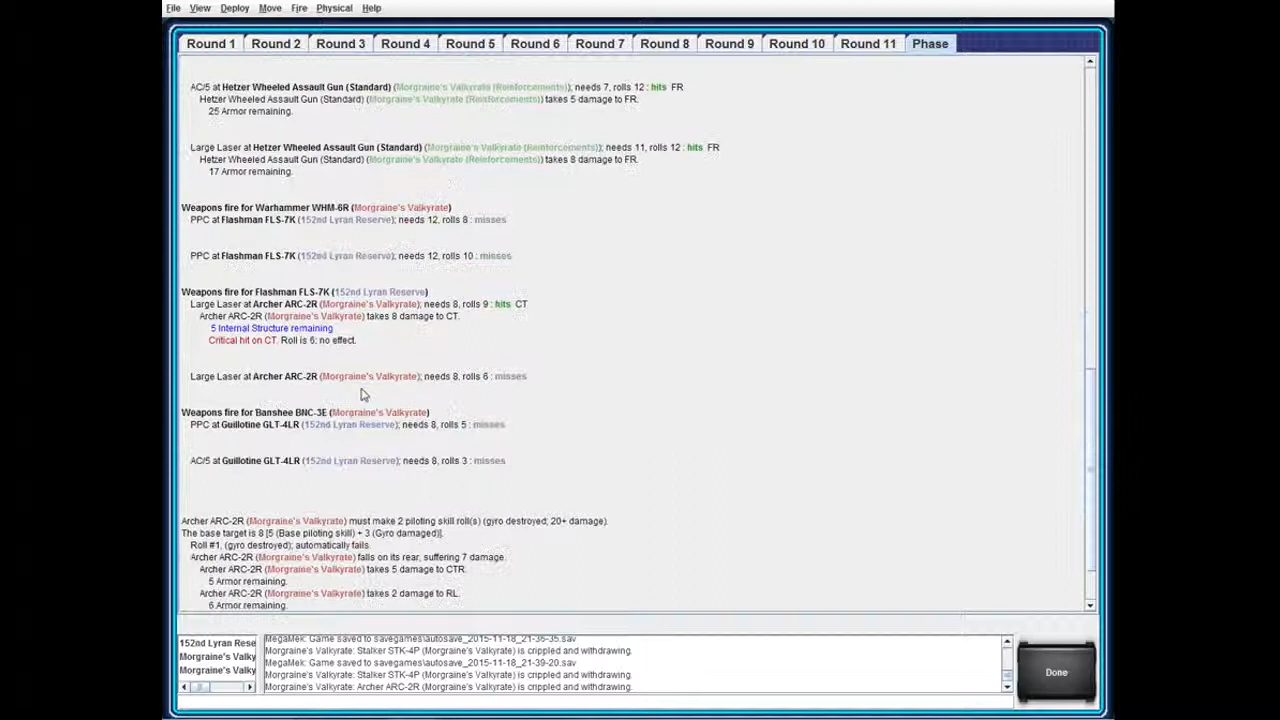 File View Deploy Move Fire Physical Help
Round 1 Round 2 Round 3 Round 4 Round 5 Round 6 Round 7 Round 8 Round 9 Round 10 Round 11 Phase
AC/5 at Hetzer Wheeled Assault Gun (Standard) (Morgraine's Valkyrate (Reinforcements)); needs 7, rolls 12 : hits FR
Hetzer Wheeled Assault Gun (Standard) (Morgraine's Valkyrate (Reinforcements)) takes 5 damage to FR.
25 Armor remaining.
Large Laser at Hetzer Wheeled Assault Gun (Standard) (Morgraine's Valkyrate (Reinforcements)); needs 11, rolls 12 : hits FR
Hetzer Wheeled Assault Gun (Standard) (Morgraine's Valkyrate (Reinforcements)) takes 8 damage to FR.
17 Armor remaining.
Weapons fire for Warhammer WHM-6R (Morgraine's Valkyrate)
PPC at Flashman FLS-7K (152nd Lyran Reserve); needs 12, rolls 8 : misses
PPC at Flashman FLS-7K (152nd Lyran Reserve); needs 12, rolls 10 : misses
Weapons fire for Flashman FLS-7K (152nd Lyran Reserve)
Large Laser at Archer ARC-2R (Morgraine's Valkyrate); needs 8, rolls 9 : hits CT
Archer ARC-2R (Morgraine's Valkyrate) takes 8 damage to CT.
5 Internal Structure remaining
Critical hit on CT. Roll is 6; no effect.
Large Laser at Archer ARC-2R (Morgraine's Valkyrate); needs 8, rolls 6 : misses
Weapons fire for Banshee BNC-3E (Morgraine's Valkyrate)
PPC at Guillotine GLT-4LR (152nd Lyran Reserve); needs 8, rolls 5 : misses
AC/5 at Guillotine GLT-4LR (152nd Lyran Reserve); needs 8, rolls 3 : misses
Archer ARC-2R (Morgraine's Valkyrate) must make 2 piloting skill roll(s) (gyro destroyed; 20+ damage).
The base target is 8 [5 (Base piloting skill) + 3 (Gyro damaged)].
Roll #1, (gyro destroyed); automatically fails.
Archer ARC-2R (Morgraine's Valkyrate) falls on its rear, suffering 7 damage.
Archer ARC-2R (Morgraine's Valkyrate) takes 5 damage to CTR.
5 Armor remaining.
Archer ARC-2R (Morgraine's Valkyrate) takes 2 damage to RL.
6 Armor remaining.
152nd Lyran Rese
Morgraine's Valky
Morgraine's Valky
MegaMek: Game saved to savegames\autosave_2015-11-18_21-36-35.sav
Morgraine's Valkyrate: Stalker STK-4P (Morgraine's Valkyrate) is crippled and withdrawing.
MegaMek: Game saved to savegames\autosave_2015-11-18_21-39-20.sav
Morgraine's Valkyrate: Stalker STK-4P (Morgraine's Valkyrate) is crippled and withdrawing.
Morgraine's Valkyrate: Archer ARC-2R (Morgraine's Valkyrate) is crippled and withdrawing.
Done